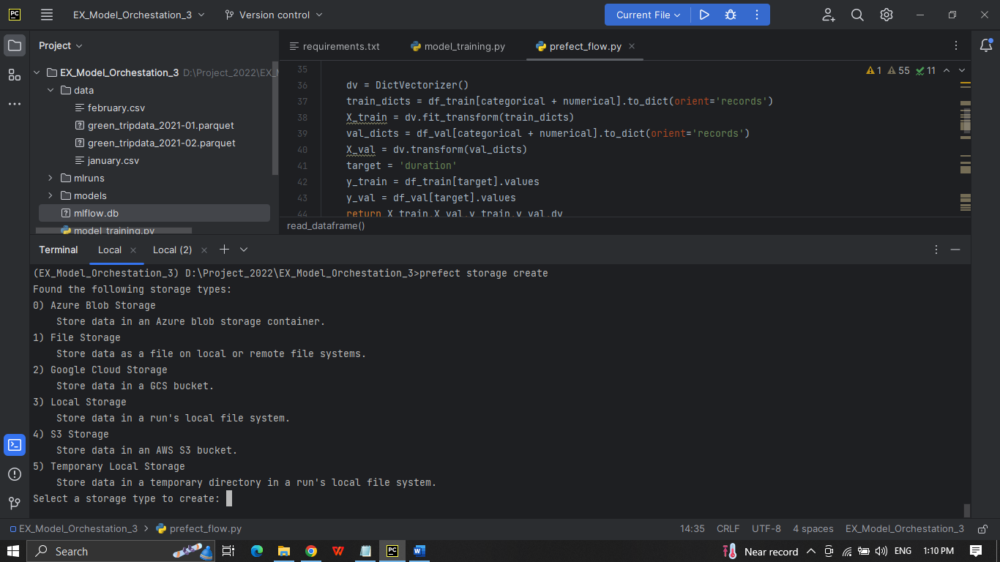 PC EX_Model_Orchestation_3 Version control Current File
Project
requirements.txt model_training.py prefect_flow.py
EX_Model_Orchestation_3 D:\Project_2022\EX_
data
february.csv
green_tripdata_2021-01.parquet
green_tripdata_2021-02.parquet
january.csv
mlruns
models
mlflow.db
model_training.py
1 55 11
35
36 dv = DictVectorizer()
37 train_dicts = df_train[categorical + numerical].to_dict(orient='records')
38 X_train = dv.fit_transform(train_dicts)
39 val_dicts = df_val[categorical + numerical].to_dict(orient='records')
40 X_val = dv.transform(val_dicts)
41 target = 'duration'
42 y_train = df_train[target].values
43 y_val = df_val[target].values
44 return X_train,X_val,y_train,y_val,dv
read_dataframe()
Terminal Local Local (2)
(EX_Model_Orchestation_3) D:\Project_2022\EX_Model_Orchestation_3>prefect storage create
Found the following storage types:
0) Azure Blob Storage
Store data in an Azure blob storage container.
1) File Storage
Store data as a file on local or remote file systems.
2) Google Cloud Storage
Store data in a GCS bucket.
3) Local Storage
Store data in a run's local file system.
4) S3 Storage
Store data in an AWS S3 bucket.
5) Temporary Local Storage
Store data in a temporary directory in a run's local file system.
Select a storage type to create:
EX_Model_Orchestation_3 prefect_flow.py 14:35 CRLF UTF-8 4 spaces EX_Model_Orchestation_3
Search PC W Near record ENG 1:10 PM